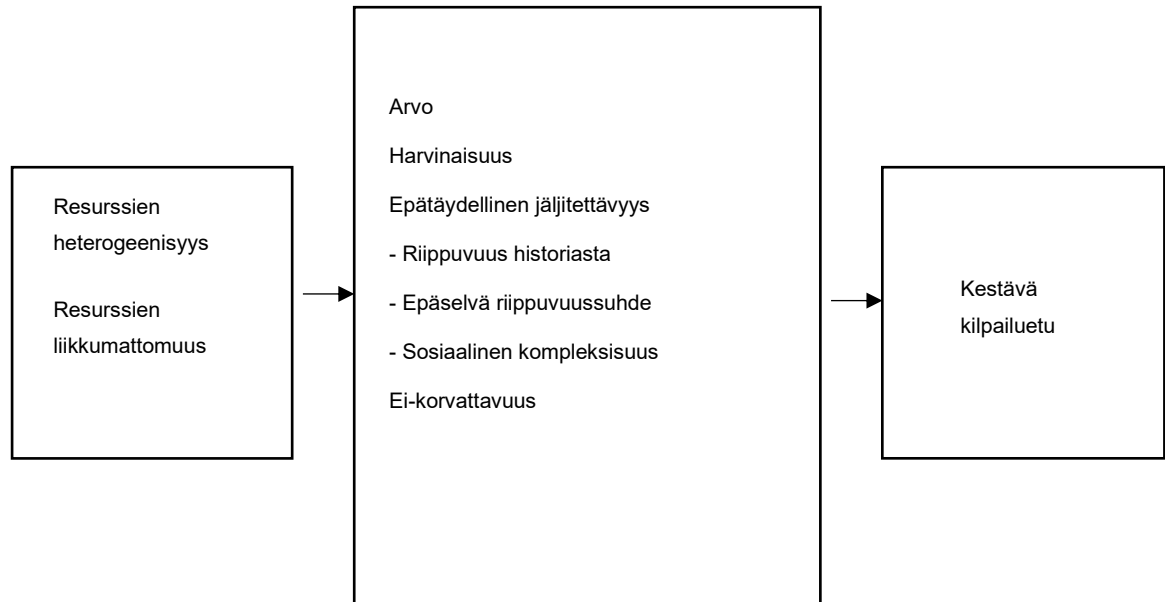 Resurssien
heterogeenisyys
Resurssien
liikkumattomuus
Arvo
Harvinaisuus
Epätäydellinen jäljitettävyys
- Riippuvuus historiasta
- Epäselvä riippuvuussuhde
- Sosiaalinen kompleksisuus
Ei-korvattavuus
Kestävä
kilpailuetu